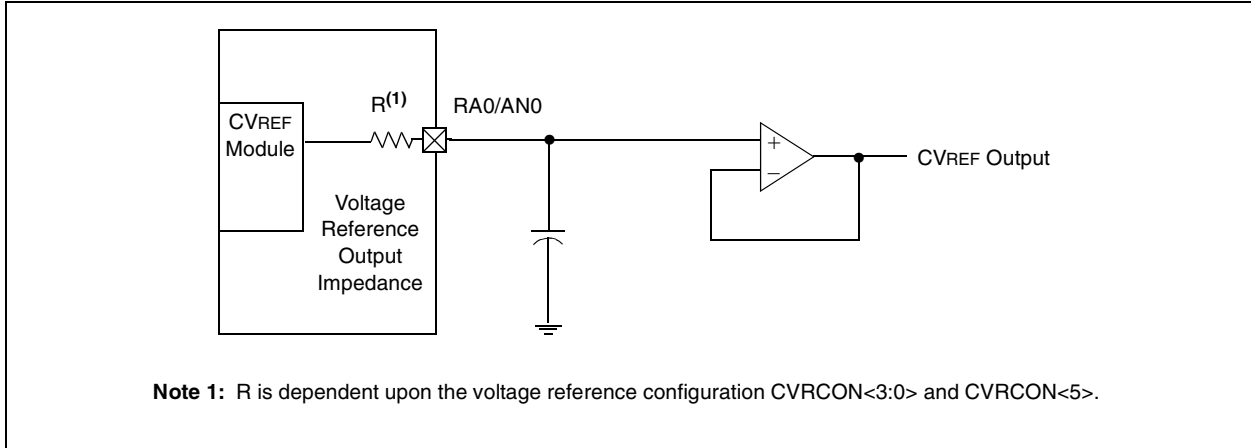 R(1)
RA0/AN0
CVREF
Module
+
–
CVREF Output
Voltage
Reference
Output
Impedance
Note 1: R is dependent upon the voltage reference configuration CVRCON<3:0> and CVRCON<5>.